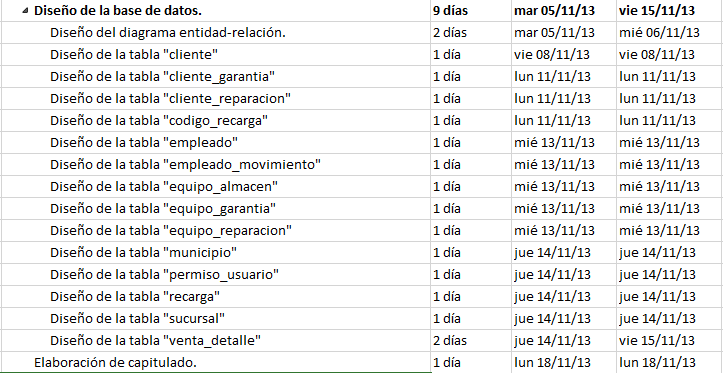 Diseño de la base de datos. 9 días mar 05/11/13 vie 15/11/13
Diseño del diagrama entidad-relación. 2 días mar 05/11/13 mié 06/11/13
Diseño de la tabla "cliente" 1 día vie 08/11/13 vie 08/11/13
Diseño de la tabla "cliente_garantia" 1 día lun 11/11/13 lun 11/11/13
Diseño de la tabla "cliente_reparacion" 1 día lun 11/11/13 lun 11/11/13
Diseño de la tabla "codigo_recarga" 1 día lun 11/11/13 lun 11/11/13
Diseño de la tabla "empleado" 1 día mié 13/11/13 mié 13/11/13
Diseño de la tabla "empleado_movimiento" 1 día mié 13/11/13 mié 13/11/13
Diseño de la tabla "equipo_almacen" 1 día mié 13/11/13 mié 13/11/13
Diseño de la tabla "equipo_garantia" 1 día mié 13/11/13 mié 13/11/13
Diseño de la tabla "equipo_reparacion" 1 día mié 13/11/13 mié 13/11/13
Diseño de la tabla "municipio" 1 día jue 14/11/13 jue 14/11/13
Diseño de la tabla "permiso_usuario" 1 día jue 14/11/13 jue 14/11/13
Diseño de la tabla "recarga" 1 día jue 14/11/13 jue 14/11/13
Diseño de la tabla "sucursal" 1 día jue 14/11/13 jue 14/11/13
Diseño de la tabla "venta_detalle" 2 días jue 14/11/13 vie 15/11/13
Elaboración de capitulado. 1 día lun 18/11/13 lun 18/11/13